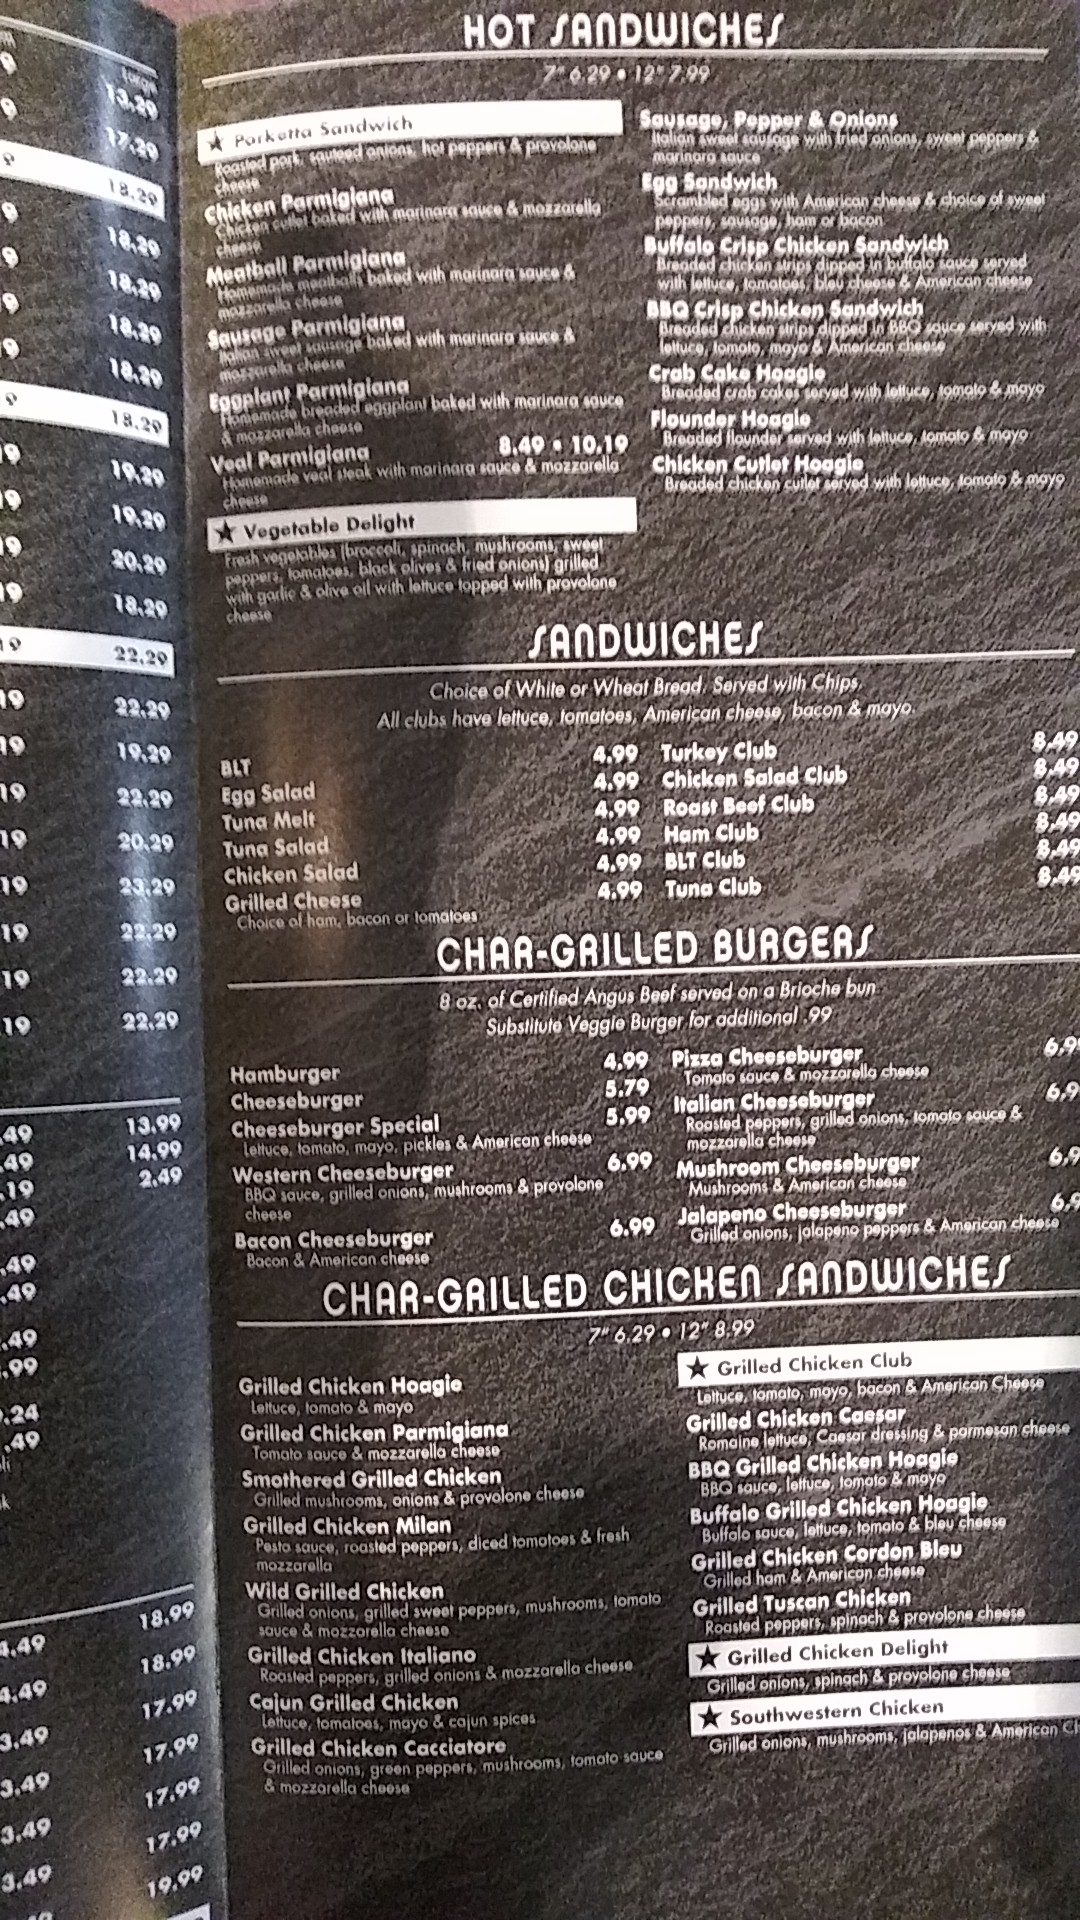 HOT SANDWICHES
7" 6.29 • 12" 7.99
★ Porketta Sandwich
Roasted pork, sauteed onions, hot peppers & provolone
cheese
Chicken Parmigiana
Chicken cutlet baked with marinara sauce & mozzarella
cheese
Meatball Parmigiana
Homemade meatballs baked with marinara sauce &
mozzarella cheese
Sausage Parmigiana
Italian sweet sausage baked with marinara sauce &
mozzarella cheese
Eggplant Parmigiana
Homemade breaded eggplant baked with marinara sauce
& mozzarella cheese
Veal Parmigiana 8.49 • 10.19
Homemade veal steak with marinara sauce & mozzarella
cheese
★ Vegetable Delight
Fresh vegetables (broccoli, spinach, mushrooms, sweet
peppers, tomatoes, black olives & fried onions) grilled
with garlic & olive oil with lettuce topped with provolone
cheese
Sausage, Pepper & Onions
Italian sweet sausage with fried onions, sweet peppers &
marinara sauce
Egg Sandwich
Scrambled eggs with American cheese & choice of sweet
peppers, sausage, ham or bacon
Buffalo Crisp Chicken Sandwich
Breaded chicken strips dipped in buffalo sauce served
with lettuce, tomatoes, bleu cheese & American cheese
BBQ Crisp Chicken Sandwich
Breaded chicken strips dipped in BBQ sauce served with
lettuce, tomato, mayo & American cheese
Crab Cake Hoagie
Breaded crab cakes served with lettuce, tomato & mayo
Flounder Hoagie
Breaded flounder served with lettuce, tomato & mayo
Chicken Cutlet Hoagie
Breaded chicken cutlet served with lettuce, tomato & mayo
SANDWICHES
Choice of White or Wheat Bread. Served with Chips.
All clubs have lettuce, tomatoes, American cheese, bacon & mayo.
BLT 4.99
Egg Salad 4.99
Tuna Melt 4.99
Tuna Salad 4.99
Chicken Salad 4.99
Grilled Cheese 4.99
Choice of ham, bacon or tomatoes
Turkey Club 8.49
Chicken Salad Club 8.49
Roast Beef Club 8.49
Ham Club 8.49
BLT Club 8.49
Tuna Club 8.49
CHAR-GRILLED BURGERS
8 oz. of Certified Angus Beef served on a Brioche bun
Substitute Veggie Burger for additional .99
Hamburger 4.99
Cheeseburger 5.79
Cheeseburger Special 5.99
Lettuce, tomato, mayo, pickles & American cheese
Western Cheeseburger 6.99
BBQ sauce, grilled onions, mushrooms & provolone
cheese
Bacon Cheeseburger 6.99
Bacon & American cheese
Pizza Cheeseburger 6.9
Tomato sauce & mozzarella cheese
Italian Cheeseburger 6.9
Roasted peppers, grilled onions, tomato sauce &
mozzarella cheese
Mushroom Cheeseburger 6.9
Mushrooms & American cheese
Jalapeno Cheeseburger 6.9
Grilled onions, jalapeno peppers & American cheese
CHAR-GRILLED CHICKEN SANDWICHES
7" 6.29 • 12" 8.99
Grilled Chicken Hoagie
Lettuce, tomato & mayo
Grilled Chicken Parmigiana
Tomato sauce & mozzarella cheese
Smothered Grilled Chicken
Grilled mushrooms, onions & provolone cheese
Grilled Chicken Milan
Pesto sauce, roasted peppers, diced tomatoes & fresh
mozzarella
Wild Grilled Chicken
Grilled onions, grilled sweet peppers, mushrooms, tomato
sauce & mozzarella cheese
Grilled Chicken Italiano
Roasted peppers, grilled onions & mozzarella cheese
Cajun Grilled Chicken
Lettuce, tomatoes, mayo & cajun spices
Grilled Chicken Cacciatore
Grilled onions, green peppers, mushrooms, tomato sauce
& mozzarella cheese
★ Grilled Chicken Club
Lettuce, tomato, mayo, bacon & American Cheese
Grilled Chicken Caesar
Romaine lettuce, Caesar dressing & parmesan cheese
BBQ Grilled Chicken Hoagie
BBQ sauce, lettuce, tomato & mayo
Buffalo Grilled Chicken Hoagie
Buffalo sauce, lettuce, tomato & bleu cheese
Grilled Chicken Cordon Bleu
Grilled ham & American cheese
Grilled Tuscan Chicken
Roasted peppers, spinach & provolone cheese
★ Grilled Chicken Delight
Grilled onions, spinach & provolone cheese
★ Southwestern Chicken
Grilled onions, mushrooms, jalapenos & American Ch
Large
13.29
17.29
18.29
18.29
18.29
18.29
18.29
18.29
19.29
19.29
20.29
18.29
22.29
22.29
19.29
22.29
20.29
23.29
22.29
22.29
22.29
13.99
14.99
2.49
18.99
18.99
17.99
17.99
17.99
17.99
19.99